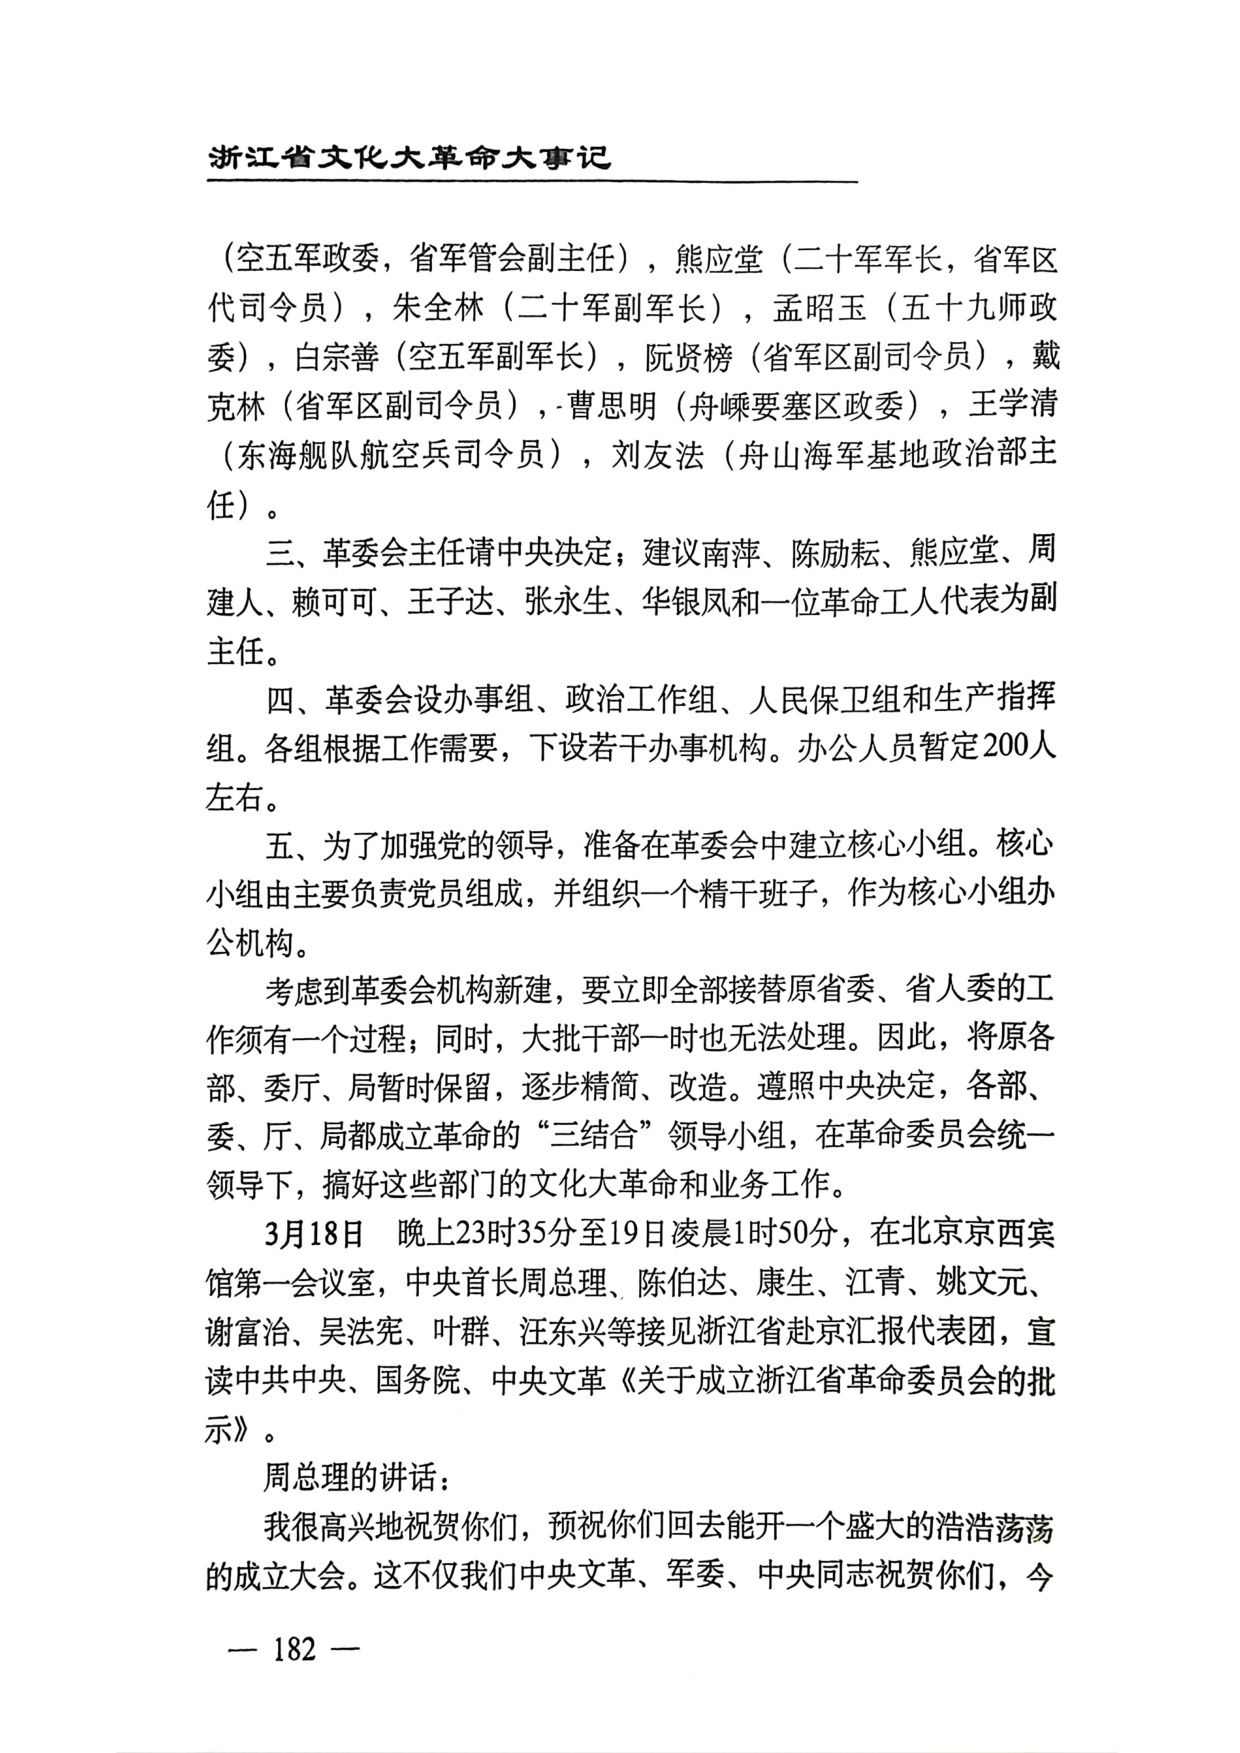 浙江省文化大革命大事记
（空五军政委，省军管会副主任），熊应堂（二十军军长，省军区
代司令员），朱全林（二十军副军长），孟昭玉（五十九师政
委），白宗善（空五军副军长），阮贤榜（省军区副司令员），戴
克林（省军区副司令员），曹思明（舟嵊要塞区政委），王学清
（东海舰队航空兵司令员），刘友法（舟山海军基地政治部主
任）。
三、革委会主任请中央决定；建议南萍、陈励耘、熊应堂、周
建人、赖可可、王子达、张永生、华银凤和一位革命工人代表为副
主任。
四、革委会设办事组、政治工作组、人民保卫组和生产指挥
组。各组根据工作需要，下设若干办事机构。办公人员暂定200人
左右。
五、为了加强党的领导，准备在革委会中建立核心小组。核心
小组由主要负责党员组成，并组织一个精干班子，作为核心小组办
公机构。
考虑到革委会机构新建，要立即全部接替原省委、省人委的工
作须有一个过程；同时，大批干部一时也无法处理。因此，将原各
部、委厅、局暂时保留，逐步精简、改造。遵照中央决定，各部、
委、厅、局都成立革命的“三结合”领导小组，在革命委员会统一
领导下，搞好这些部门的文化大革命和业务工作。
3月18日　晚上23时35分至19日凌晨1时50分，在北京京西宾
馆第一会议室，中央首长周总理、陈伯达、康生、江青、姚文元、
谢富治、吴法宪、叶群、汪东兴等接见浙江省赴京汇报代表团，宣
读中共中央、国务院、中央文革《关于成立浙江省革命委员会的批
示》。
周总理的讲话：
我很高兴地祝贺你们，预祝你们回去能开一个盛大的浩浩荡荡
的成立大会。这不仅我们中央文革、军委、中央同志祝贺你们，今
— 182 —